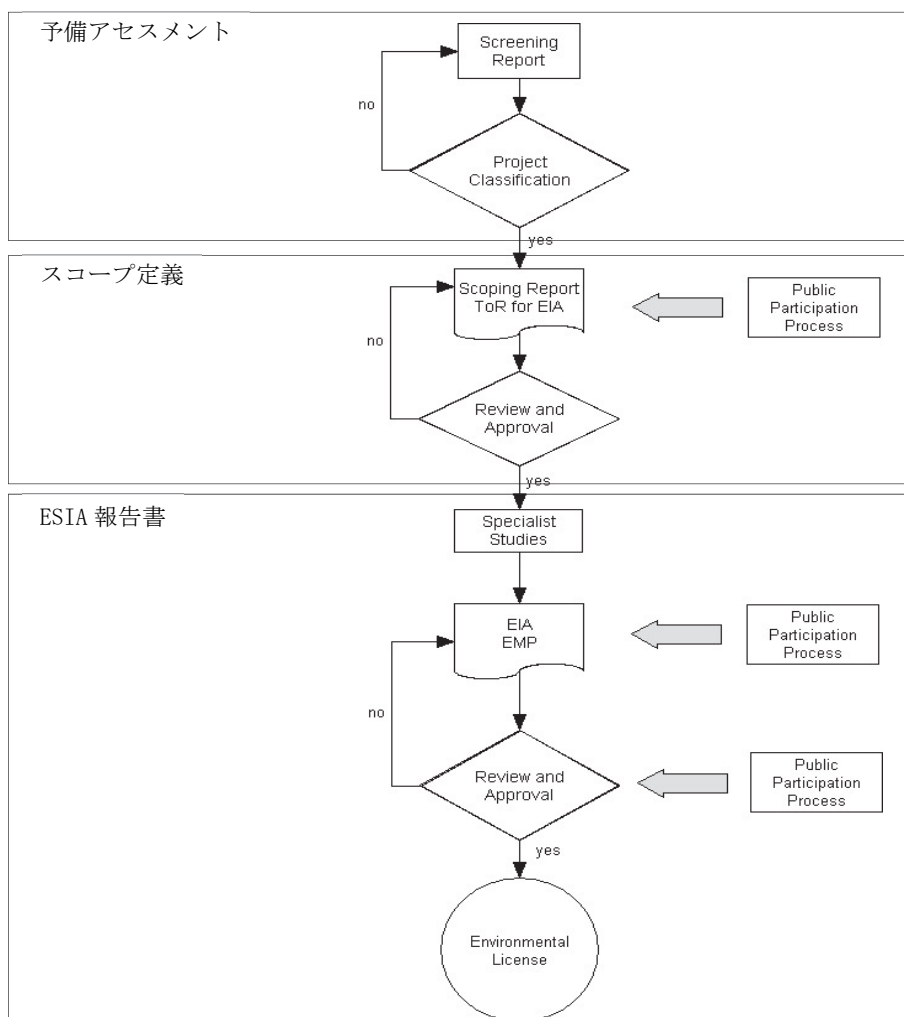 予備アセスメント
Screening
Report
no
Project
Classification
yes
スコープ定義
Scoping Report
ToR for EIA
Public
Participation
Process
no
Review and
Approval
yes
ESIA 報告書
Specialist
Studies
EIA
EMP
Public
Participation
Process
no
Review and
Approval
Public
Participation
Process
yes
Environmental
License